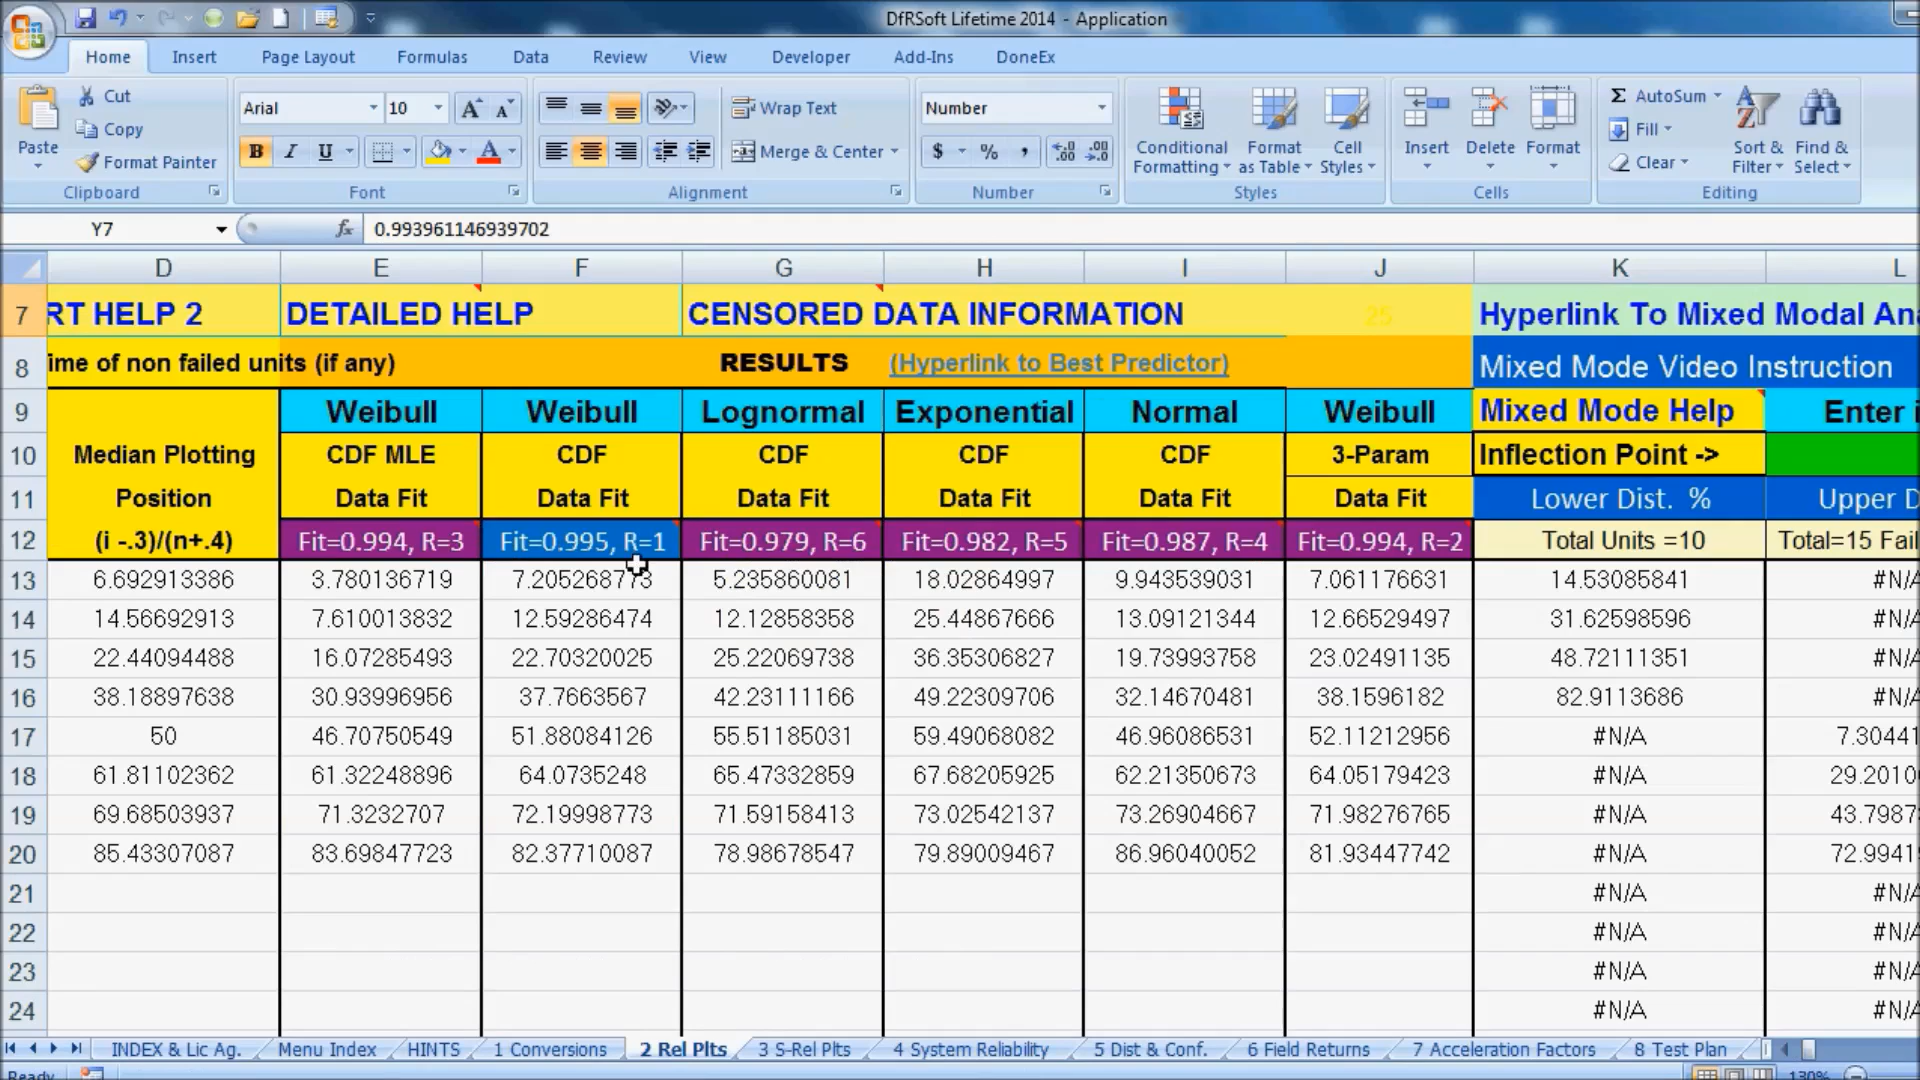 DfRSoft Lifetime 2014 - Application
Home Insert Page Layout Formulas Data Review View Developer Add-Ins DoneEx
Paste Cut Copy Format Painter
Arial 10 A A
B I U A
Wrap Text
Merge & Center
Number
$ % , .00 .00
Conditional Formatting Format as Table Cell Styles
Insert Delete Format
Σ AutoSum Fill Clear Sort & Filter Find & Select
Clipboard Font Alignment Number Styles Cells Editing
Y7 fx 0.993961146939702
D E F G H I J K L
7 RT HELP 2 DETAILED HELP CENSORED DATA INFORMATION 25 Hyperlink To Mixed Modal Ana
8 ime of non failed units (if any) RESULTS (Hyperlink to Best Predictor) Mixed Mode Video Instruction
9 Weibull Weibull Lognormal Exponential Normal Weibull Mixed Mode Help Enter i
10 Median Plotting CDF MLE CDF CDF CDF CDF 3-Param Inflection Point ->
11 Position Data Fit Data Fit Data Fit Data Fit Data Fit Data Fit Lower Dist. % Upper D
12 (i -.3)/(n+.4) Fit=0.994, R=3 Fit=0.995, R=1 Fit=0.979, R=6 Fit=0.982, R=5 Fit=0.987, R=4 Fit=0.994, R=2 Total Units =10 Total=15 Fail
13 6.692913386 3.780136719 7.205268773 5.235860081 18.02864997 9.943539031 7.061176631 14.53085841 #N/A
14 14.56692913 7.610013832 12.59286474 12.12858358 25.44867666 13.09121344 12.66529497 31.62598596 #N/A
15 22.44094488 16.07285493 22.70320025 25.22069738 36.35306827 19.73993758 23.02491135 48.72111351 #N/A
16 38.18897638 30.93996956 37.7663567 42.23111166 49.22309706 32.14670481 38.1596182 82.9113686 #N/A
17 50 46.70750549 51.88084126 55.51185031 59.49068082 46.96086531 52.11212956 #N/A 7.30441
18 61.81102362 61.32248896 64.0735248 65.47332859 67.68205925 62.21350673 64.05179423 #N/A 29.2010
19 69.68503937 71.3232707 72.19998773 71.59158413 73.02542137 73.26904667 71.98276765 #N/A 43.7987
20 85.43307087 83.69847723 82.37710087 78.98678547 79.89009467 86.96040052 81.93447742 #N/A 72.9941
21 #N/A #N/A
22 #N/A #N/A
23 #N/A #N/A
24 #N/A #N/A
INDEX & Lic Ag. Menu Index HINTS 1 Conversions 2 Rel Plts 3 S-Rel Plts 4 System Reliability 5 Dist & Conf. 6 Field Returns 7 Acceleration Factors 8 Test Plan
Ready 130%